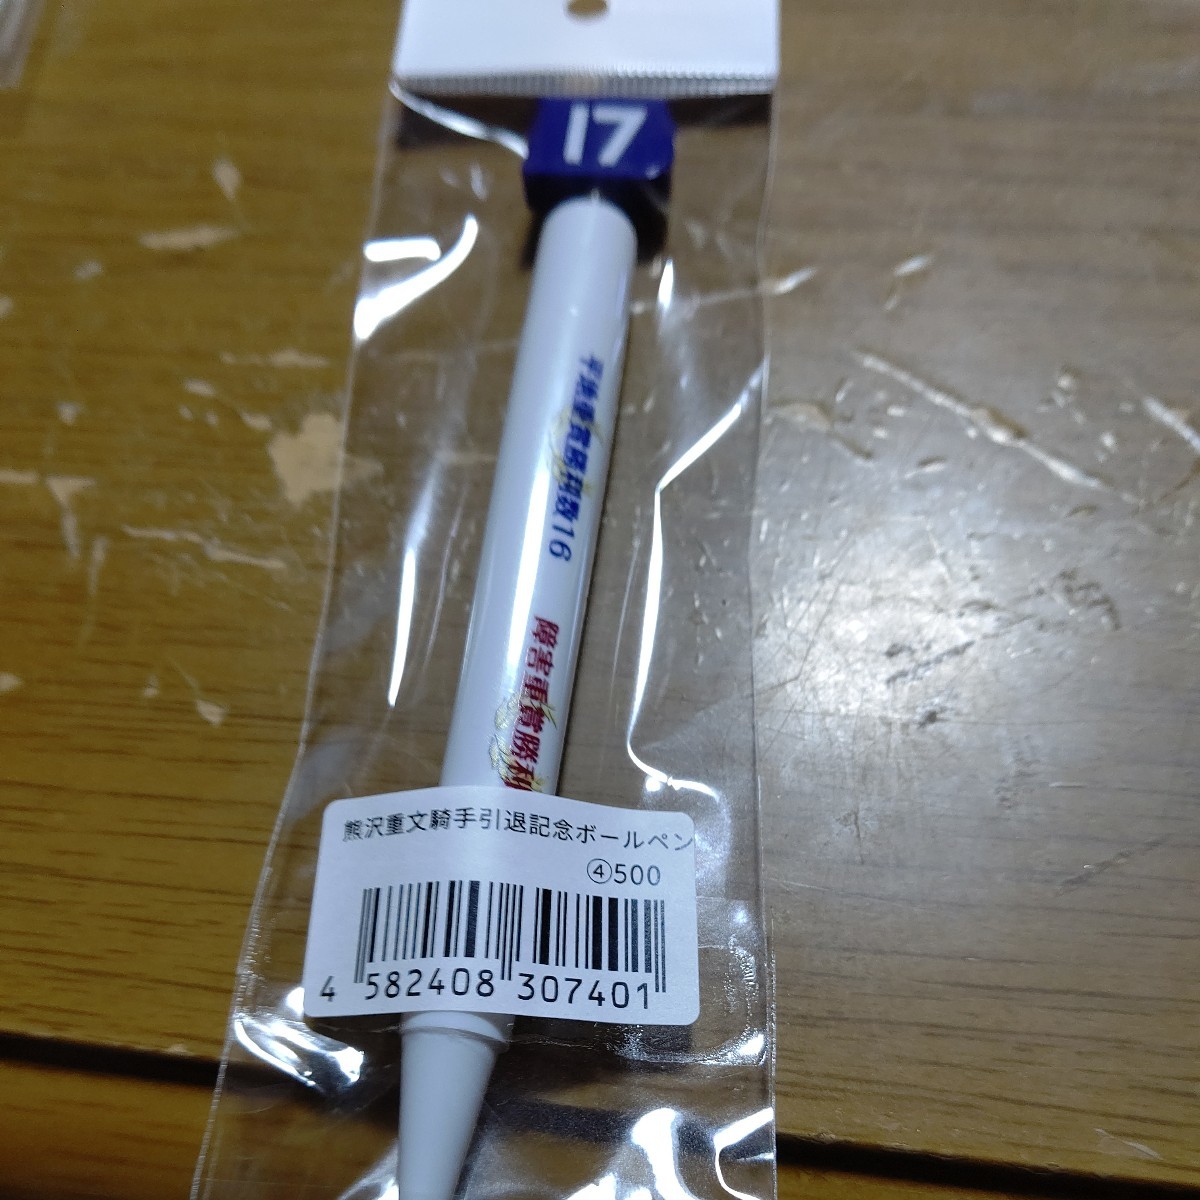 17
平地重賞勝利数16
障害重賞勝利
熊沢重文騎手引退記念ボールペン
④500
4 582408 307401